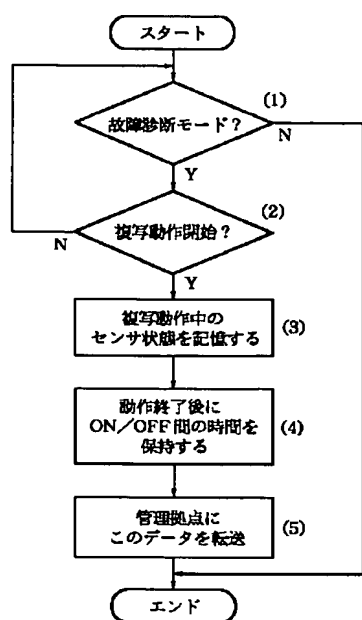 スタート
(1)
故障診断モード?
N
Y
(2)
複写動作開始?
N
Y
複写動作中の
センサ状態を記憶する
(3)
動作終了後に
ON/OFF間の時間を
保持する
(4)
管理拠点に
このデータを転送
(5)
エンド